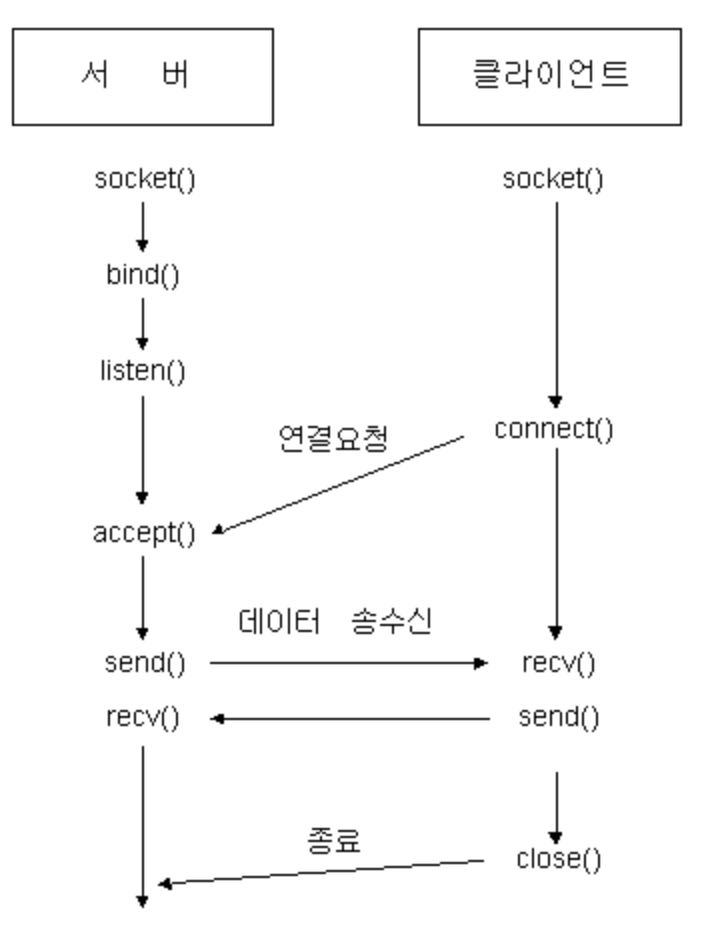 서 버 클라이언트
socket() socket()
bind()
listen()
연결요청 connect()
accept()
데이터 송수신
send() recv()
recv() send()
종료 close()